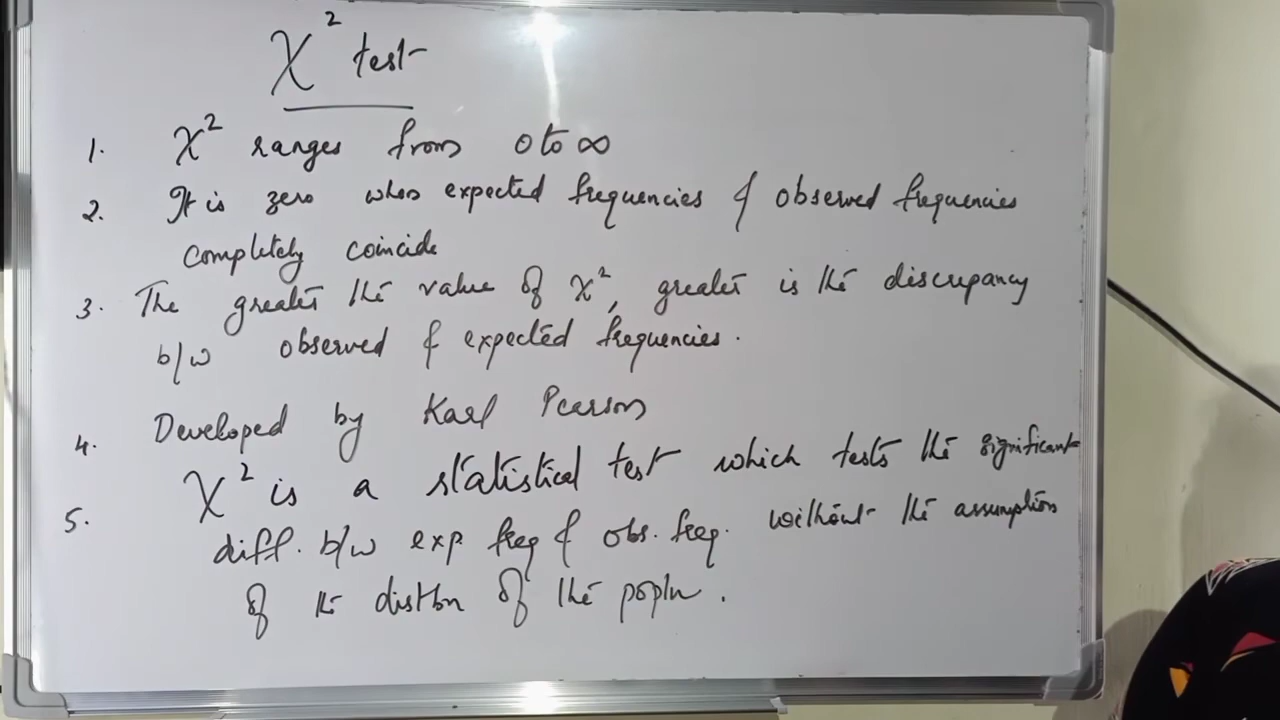 χ² test
1. χ² ranges from 0 to ∞
2. It is zero when expected frequencies & observed frequencies
completely coincide
3. The greater the value of χ², greater is the discrepancy
b/w observed & expected frequencies.
4. Developed by Karl Pearson
5. χ² is a statistical test which tests the significant
diff. b/w exp freq & obs. freq. without the assumption
of the distbn of the popln.